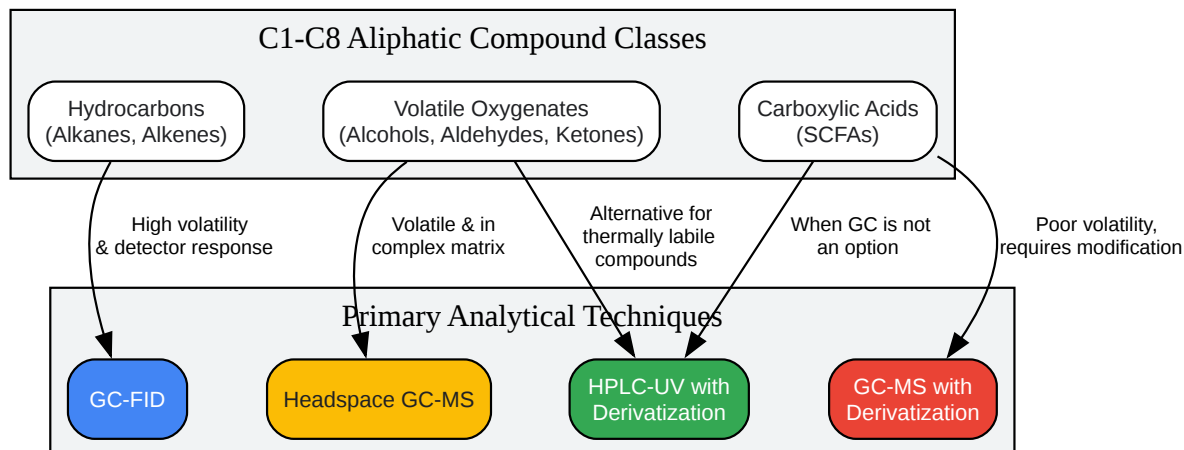 C1-C8 Aliphatic Compound Classes
Hydrocarbons
(Alkanes, Alkenes)
Volatile Oxygenates
(Alcohols, Aldehydes, Ketones)
Carboxylic Acids
(SCFAs)
High volatility
& detector response
Volatile & in
complex matrix
Alternative for
thermally labile
compounds
When GC is not
an option
Poor volatility,
requires modification
Primary Analytical Techniques
GC-FID
Headspace GC-MS
HPLC-UV with
Derivatization
GC-MS with
Derivatization